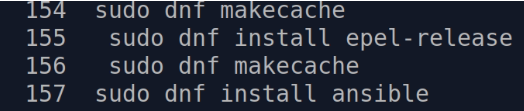 154  sudo dnf makecache
155   sudo dnf install epel-release
156   sudo dnf makecache
157  sudo dnf install ansible